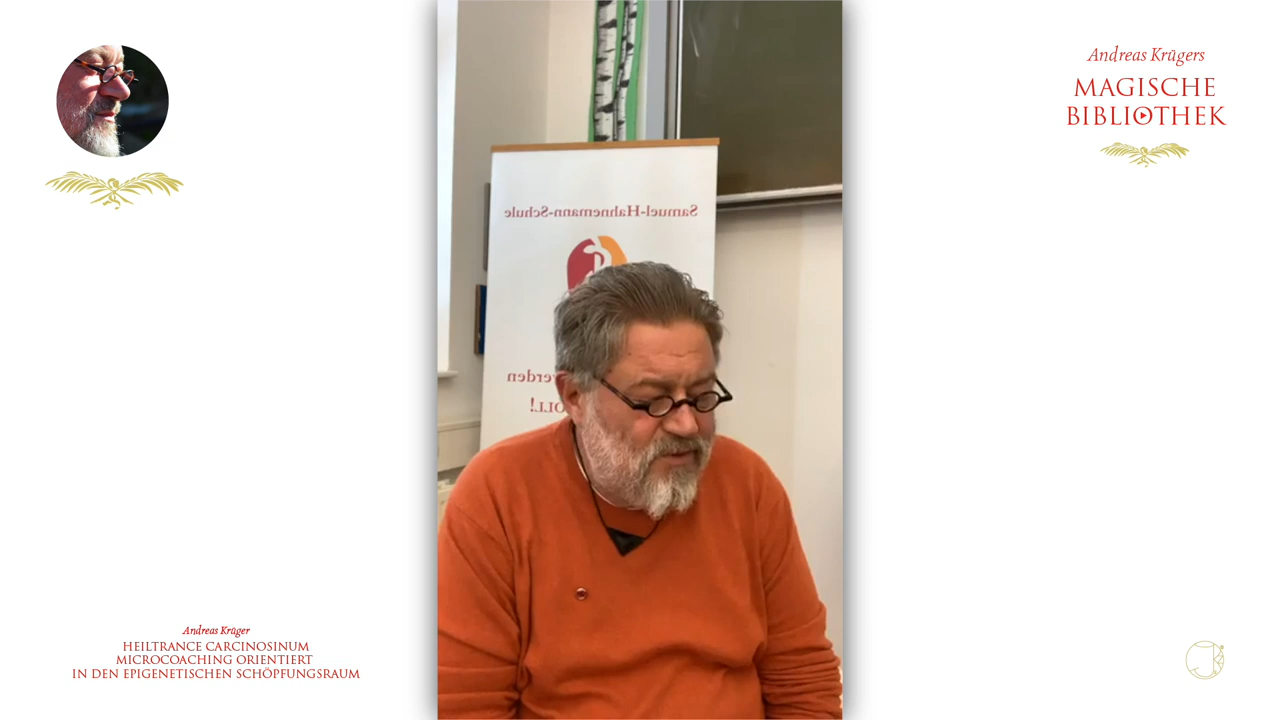 Andreas Krügers
MAGISCHE
BIBLIOTHEK
Samuel-Hahnemann-Schule
Andreas Krüger
HEILTRANCE CARCINOSINUM
MICROCOACHING ORIENTIERT
IN DEN EPIGENETISCHEN SCHÖPFUNGSRAUM